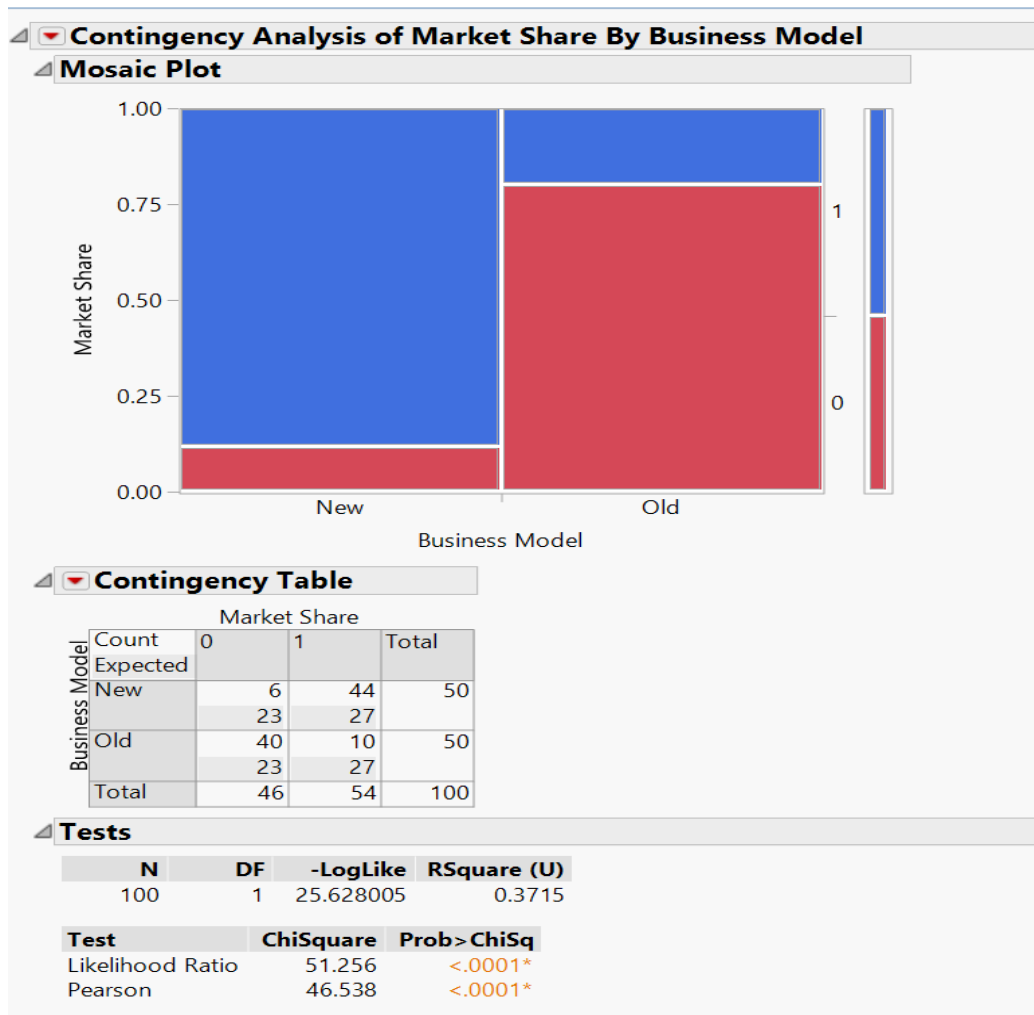 Contingency Analysis of Market Share By Business Model
Mosaic Plot
1.00
0.75
0.50
0.25
0.00
Market Share
1
0
New Old
Business Model
Contingency Table
Market Share
Business Model
Count 0 1 Total
Expected
New 6 44 50
23 27
Old 40 10 50
23 27
Total 46 54 100
Tests
N DF -LogLike RSquare (U)
100 1 25.628005 0.3715
Test ChiSquare Prob>ChiSq
Likelihood Ratio 51.256 <.0001*
Pearson 46.538 <.0001*